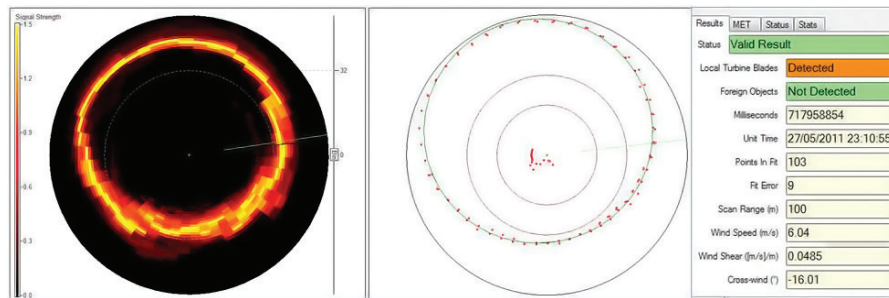 Signal Strength
1.5
1.2
0.9
0.6
0.3
0.0
32
0
Results MET Status Stats
Status Valid Result
Local Turbine Blades Detected
Foreign Objects Not Detected
Milliseconds 717958854
Unit Time 27/05/2011 23:10:55
Points In Fit 103
Fit Error 9
Scan Range (m) 100
Wind Speed (m/s) 6.04
Wind Shear ([m/s]/m) 0.0485
Cross-wind (°) -16.01